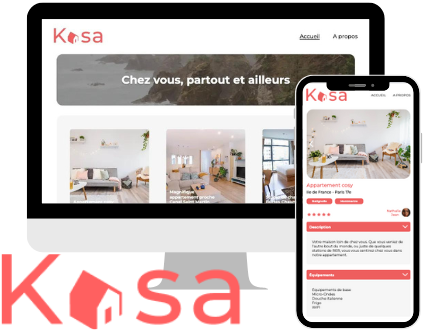 Kasa
Accueil
A propos
Chez vous, partout et ailleurs
Magnifique
appartement proche
Canal Saint Martin
Kasa
ACCUEIL
A PROPOS
Appartement cosy
Ile de France - Paris 17e
Description
Votre maison loin de chez vous. Que vous veniez de
l'autre bout du monde, ou juste de quelques
stations de RER, vous vous sentirez chez vous dans
notre appartement.
Équipements
Équipements de base
Micro-Ondes
Douche italienne
Frigo
WIFI
Kasa